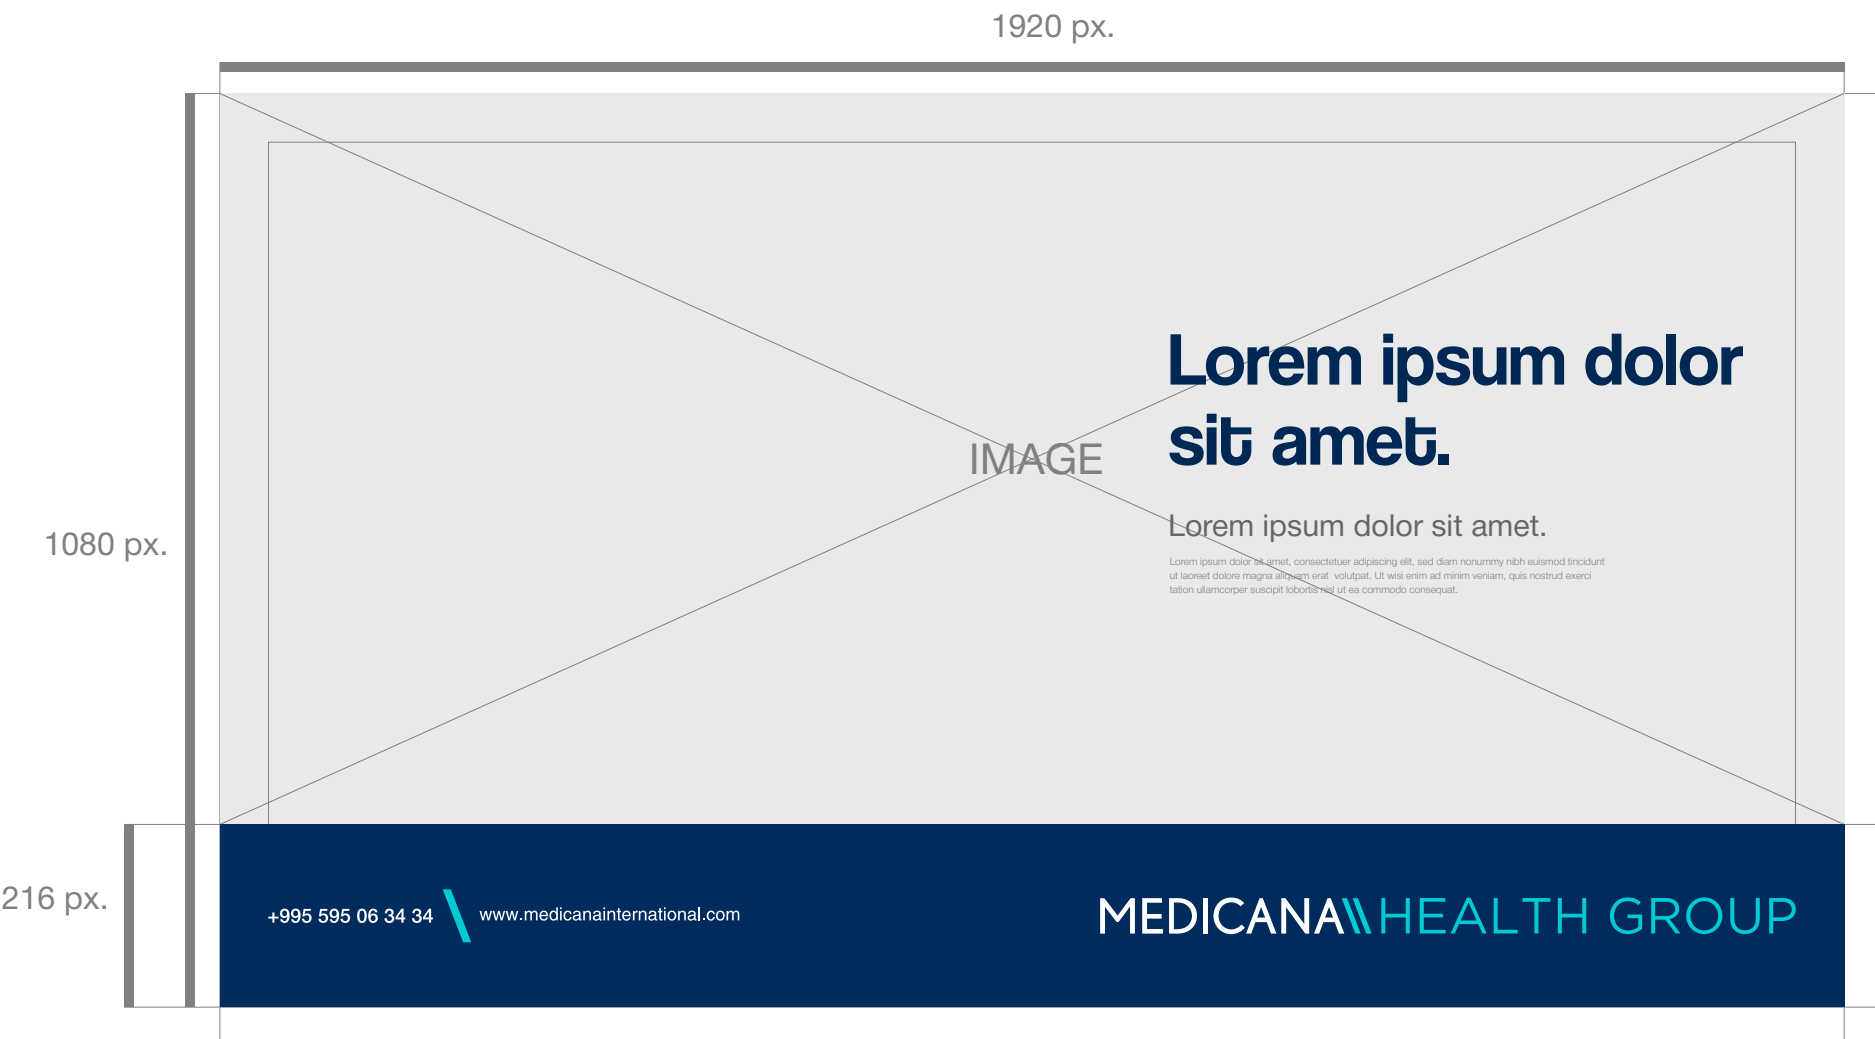 1920 px.
Lorem ipsum dolor
sit amet.
IMAGE
Lorem ipsum dolor sit amet.
1080 px.
Lorem ipsum dolor sit amet, consectetuer adipiscing elit, sed diam nonummy nibh euismod tincidunt
ut laoreet dolore magna aliquam erat volutpat. Ut wisi enim ad minim veniam, quis nostrud exerci
tation ullamcorper suscipit lobortis nisl ut ea commodo consequat.
216 px.
+995 595 06 34 34 \ www.medicanainternational.com
MEDICANA\\HEALTH GROUP